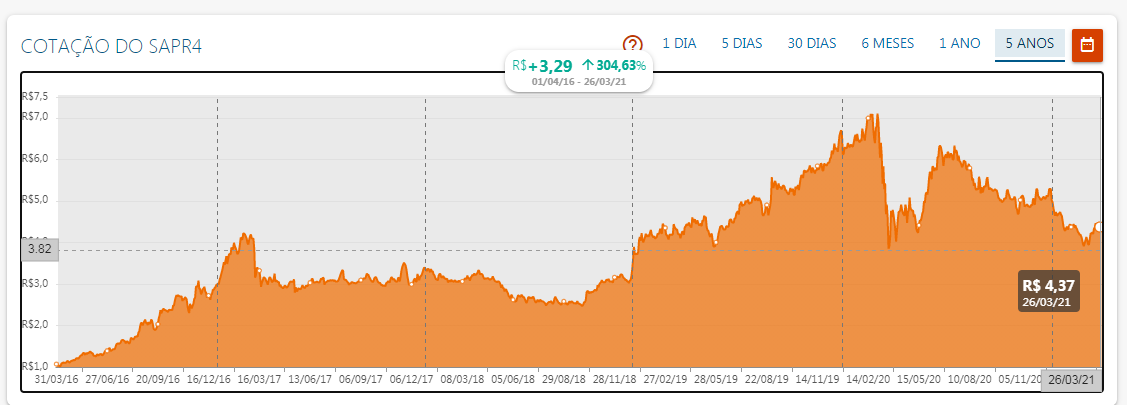 COTAÇÃO DO SAPR4
? 1 DIA 5 DIAS 30 DIAS 6 MESES 1 ANO 5 ANOS
R$+3,29 ↑ 304,63%
01/04/16 - 26/03/21
R$7,5
R$7,0
R$6,0
R$5,0
3.82
R$3,0
R$2,0
R$1,0
R$ 4,37
26/03/21
31/03/16 27/06/16 20/09/16 16/12/16 16/03/17 13/06/17 06/09/17 06/12/17 08/03/18 05/06/18 29/08/18 28/11/18 27/02/19 28/05/19 22/08/19 14/11/19 14/02/20 15/05/20 10/08/20 05/11/20 26/03/21